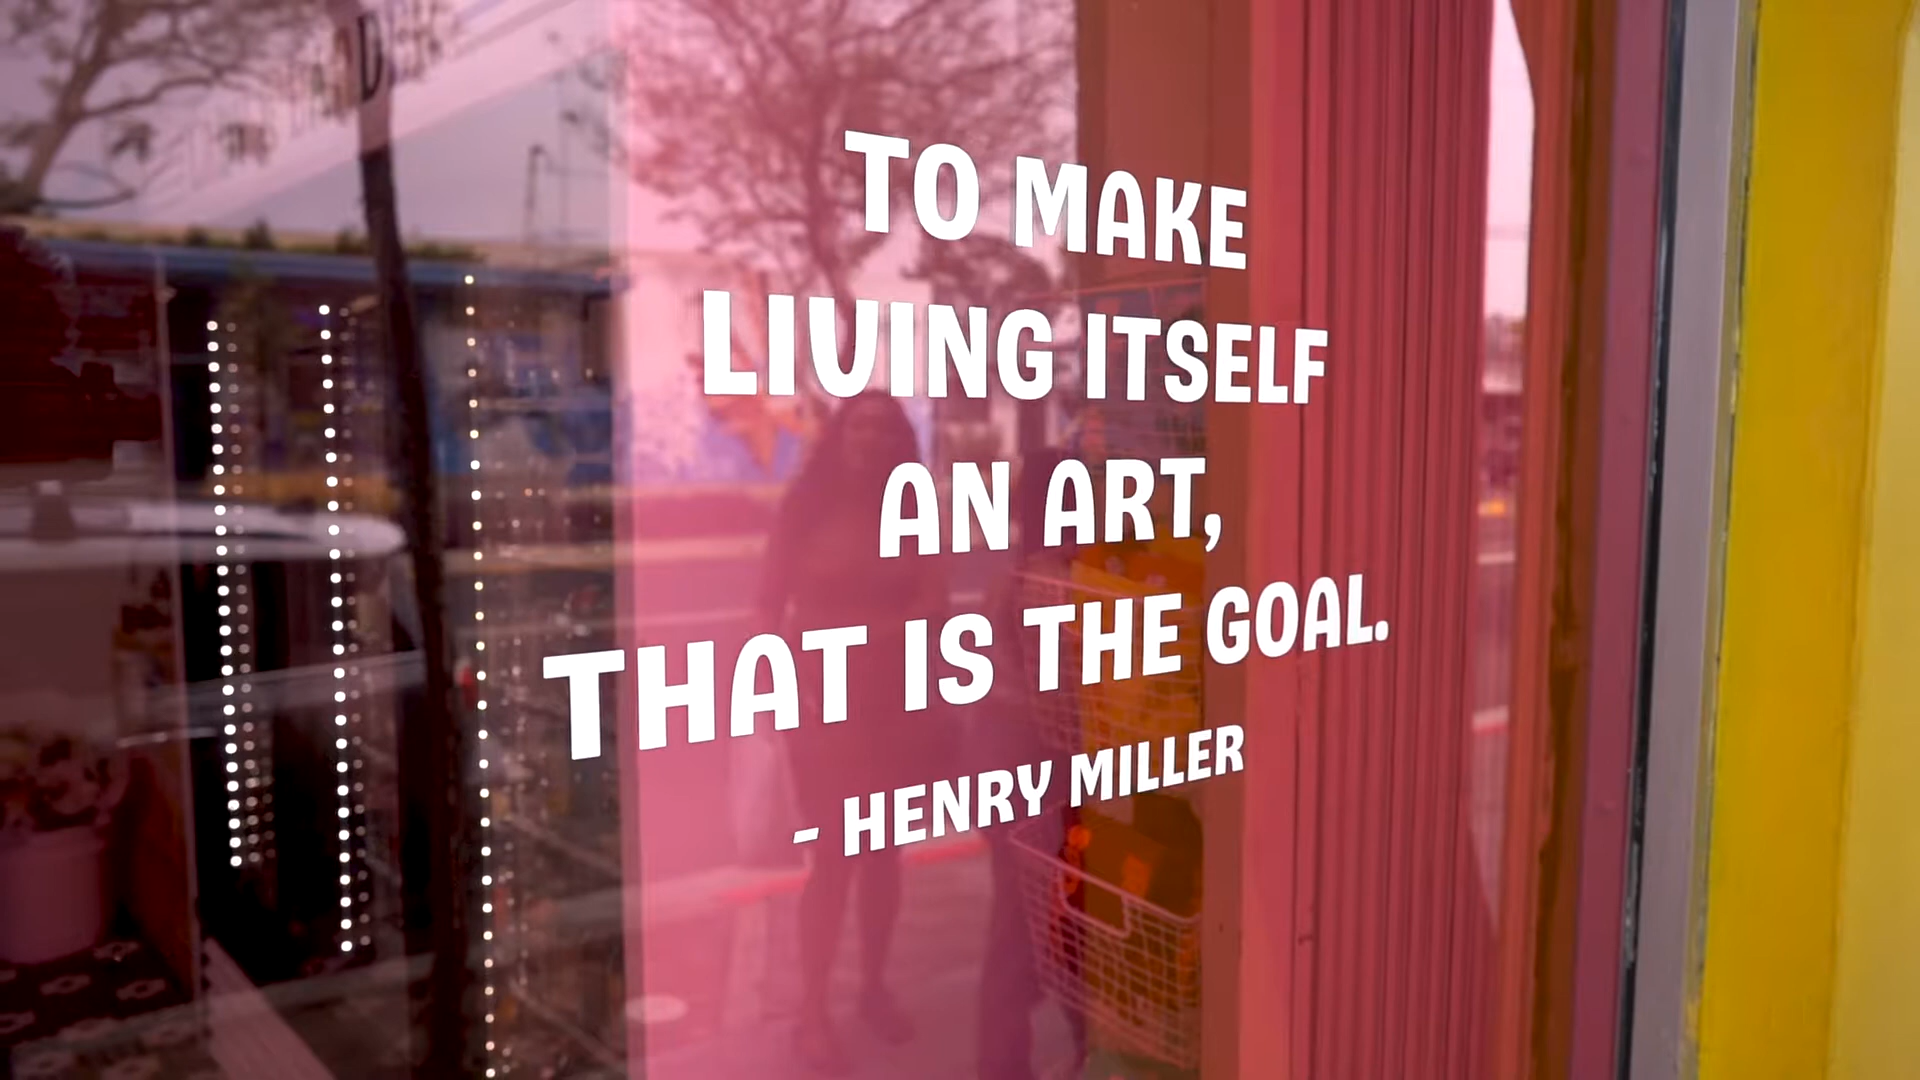 TO MAKE
LIVING ITSELF
AN ART,
THAT IS THE GOAL.
- HENRY MILLER